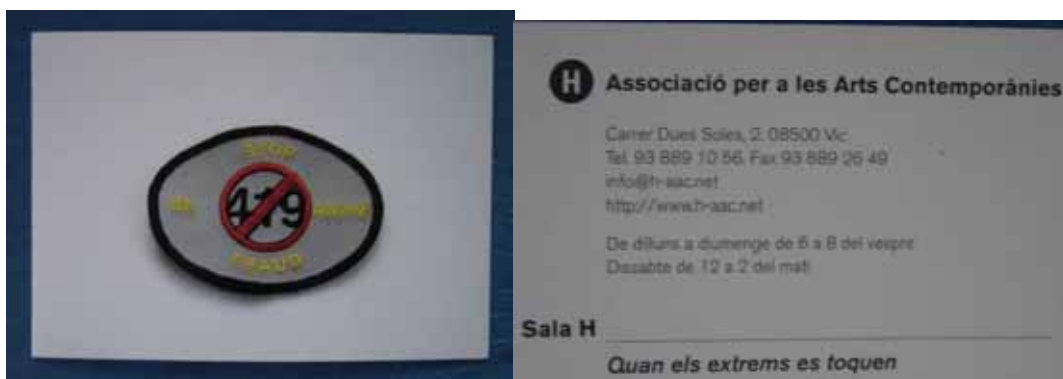 STOP
419
FRAUD
H
Associació per a les Arts Contemporànies
Carrer Dues Soles, 2. 08500 Vic
Tel. 93 889 10 56. Fax 93 889 26 49
info@h-aac.net
http://www.h-aac.net
De dilluns a diumenge de 6 a 8 del vespre
Dissabte de 12 a 2 del matí
Sala H
Quan els extrems es toquen